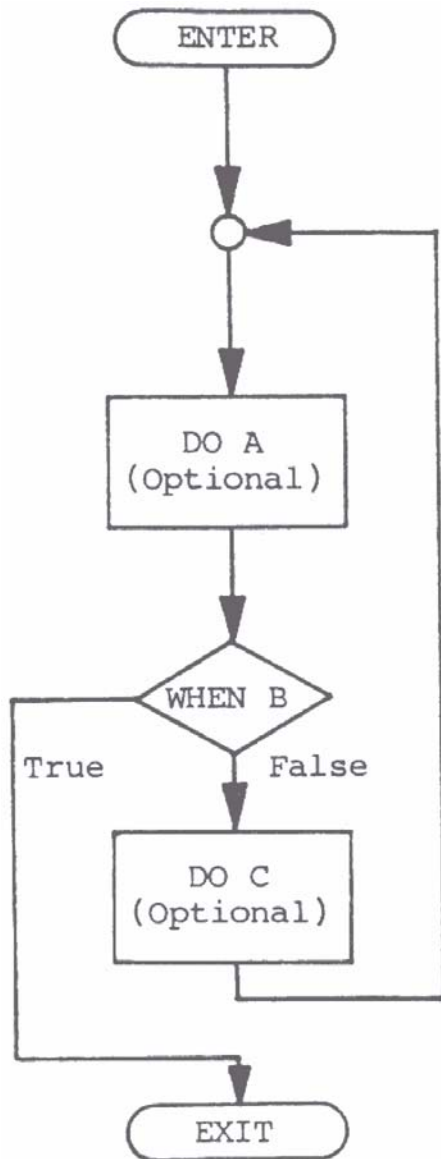 ENTER
DO A
(Optional)
WHEN B
True
False
DO C
(Optional)
EXIT